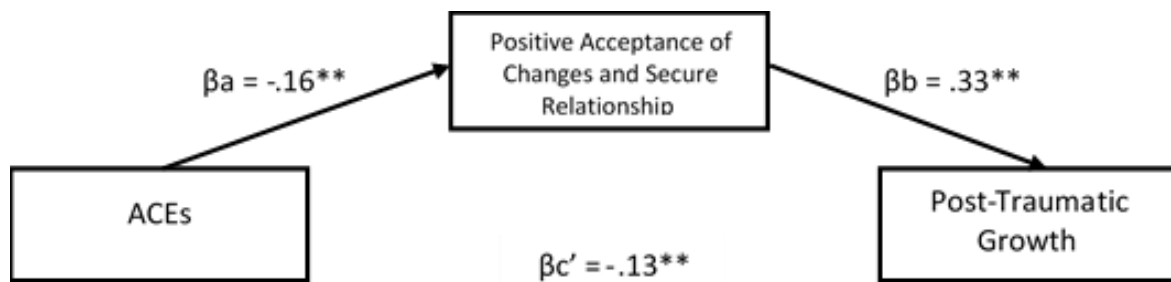 Positive Acceptance of
Changes and Secure
Relationship
βa = -.16**
βb = .33**
ACEs
Post-Traumatic
Growth
βc’ = -.13**